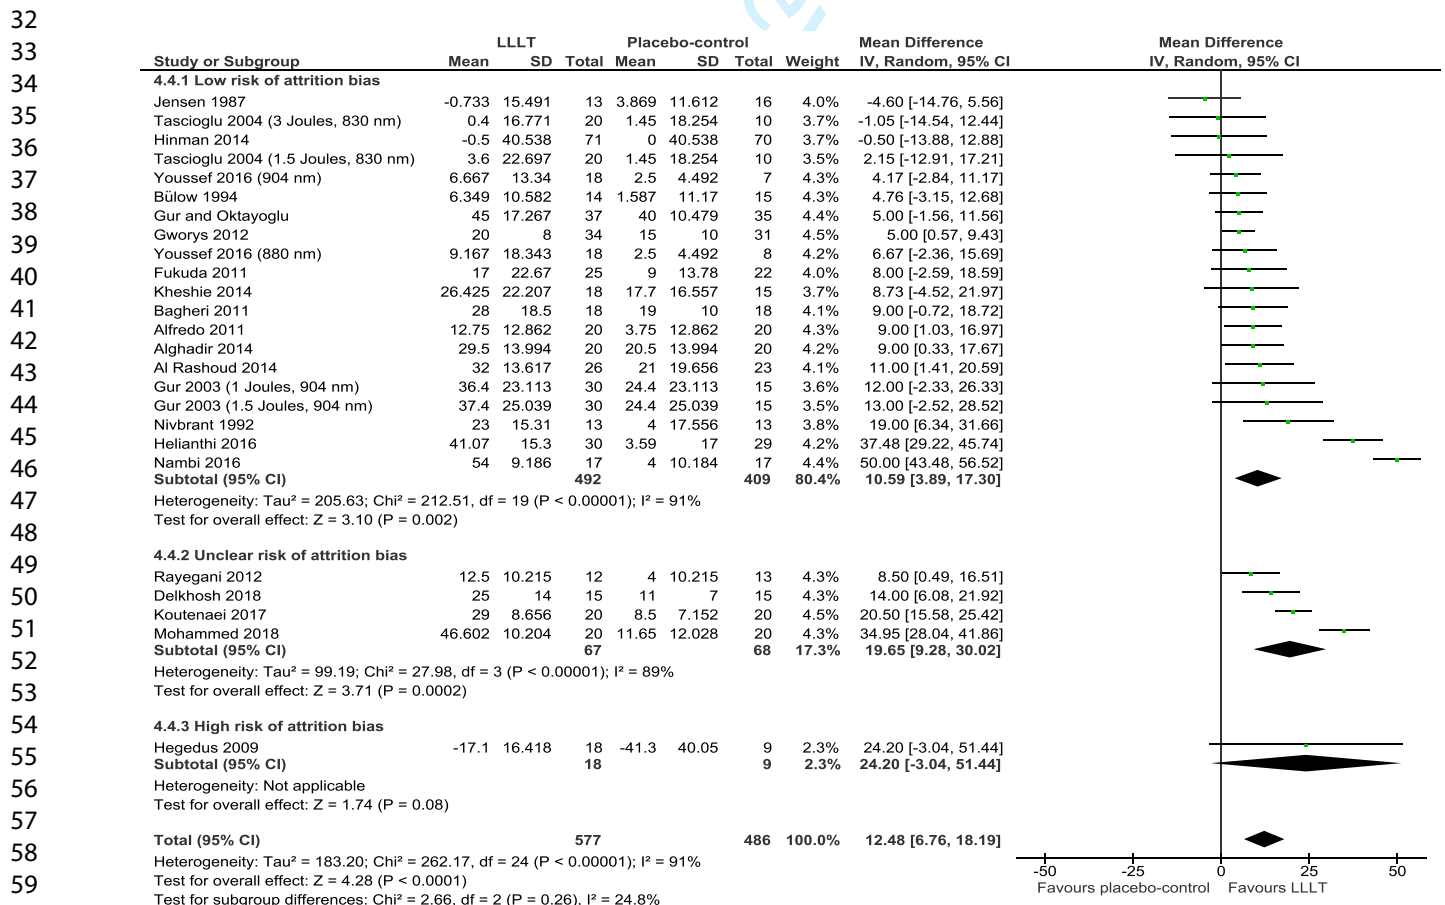 32
LLLT Placebo-control Mean Difference Mean Difference
33
Study or Subgroup Mean SD Total Mean SD Total Weight IV, Random, 95% CI IV, Random, 95% CI
34 4.4.1 Low risk of attrition bias
Jensen 1987 -0.733 15.491 13 3.869 11.612 16 4.0% -4.60 [-14.76, 5.56]
35 Tascioglu 2004 (3 Joules, 830 nm) 0.4 16.771 20 1.45 18.254 10 3.7% -1.05 [-14.54, 12.44]
36 Hinman 2014 -0.5 40.538 71 0 40.538 70 3.7% -0.50 [-13.88, 12.88]
Tascioglu 2004 (1.5 Joules, 830 nm) 3.6 22.697 20 1.45 18.254 10 3.5% 2.15 [-12.91, 17.21]
37 Youssef 2016 (904 nm) 6.667 13.34 18 2.5 4.492 7 4.3% 4.17 [-2.84, 11.17]
Bülow 1994 6.349 10.582 14 1.587 11.17 15 4.3% 4.76 [-3.15, 12.68]
38 Gur and Oktayoglu 45 17.267 37 40 10.479 35 4.4% 5.00 [-1.56, 11.56]
39 Gworys 2012 20 8 34 15 10 31 4.5% 5.00 [0.57, 9.43]
Youssef 2016 (880 nm) 9.167 18.343 18 2.5 4.492 8 4.2% 6.67 [-2.36, 15.69]
40 Fukuda 2011 17 22.67 25 9 13.78 22 4.0% 8.00 [-2.59, 18.59]
Kheshie 2014 26.425 22.207 18 17.7 16.557 15 3.7% 8.73 [-4.52, 21.97]
41 Bagheri 2011 28 18.5 18 19 10 18 4.1% 9.00 [-0.72, 18.72]
42 Alfredo 2011 12.75 12.862 20 3.75 12.862 20 4.3% 9.00 [1.03, 16.97]
Alghadir 2014 29.5 13.994 20 20.5 13.994 20 4.2% 9.00 [0.33, 17.67]
43 Al Rashoud 2014 32 13.617 26 21 19.656 23 4.1% 11.00 [1.41, 20.59]
Gur 2003 (1 Joules, 904 nm) 36.4 23.113 30 24.4 23.113 15 3.6% 12.00 [-2.33, 26.33]
44 Gur 2003 (1.5 Joules, 904 nm) 37.4 25.039 30 24.4 25.039 15 3.5% 13.00 [-2.52, 28.52]
Nivbrant 1992 23 15.31 13 4 17.556 13 3.8% 19.00 [6.34, 31.66]
45 Helianthi 2016 41.07 15.3 30 3.59 17 29 4.2% 37.48 [29.22, 45.74]
46 Nambi 2016 54 9.186 17 4 10.184 17 4.4% 50.00 [43.48, 56.52]
Subtotal (95% CI) 492 409 80.4% 10.59 [3.89, 17.30]
47 Heterogeneity: Tau² = 205.63; Chi² = 212.51, df = 19 (P < 0.00001); I² = 91%
Test for overall effect: Z = 3.10 (P = 0.002)
48
49 4.4.2 Unclear risk of attrition bias
Rayegani 2012 12.5 10.215 12 4 10.215 13 4.3% 8.50 [0.49, 16.51]
50 Delkhosh 2018 25 14 15 11 7 15 4.3% 14.00 [6.08, 21.92]
Koutenaei 2017 29 8.656 20 8.5 7.152 20 4.5% 20.50 [15.58, 25.42]
51 Mohammed 2018 46.602 10.204 20 11.65 12.028 20 4.3% 34.95 [28.04, 41.86]
52 Subtotal (95% CI) 67 68 17.3% 19.65 [9.28, 30.02]
Heterogeneity: Tau² = 99.19; Chi² = 27.98, df = 3 (P < 0.00001); I² = 89%
53 Test for overall effect: Z = 3.71 (P = 0.0002)
54 4.4.3 High risk of attrition bias
55 Hegedus 2009 -17.1 16.418 18 -41.3 40.05 9 2.3% 24.20 [-3.04, 51.44]
Subtotal (95% CI) 18 9 2.3% 24.20 [-3.04, 51.44]
56 Heterogeneity: Not applicable
Test for overall effect: Z = 1.74 (P = 0.08)
57
Total (95% CI) 577 486 100.0% 12.48 [6.76, 18.19]
58 Heterogeneity: Tau² = 183.20; Chi² = 262.17, df = 24 (P < 0.00001); I² = 91%
-50 -25 0 25 50
59 Test for overall effect: Z = 4.28 (P < 0.0001)
Favours placebo-control Favours LLLT
Test for subgroup differences: Chi² = 2.66, df = 2 (P = 0.26), I² = 24.8%